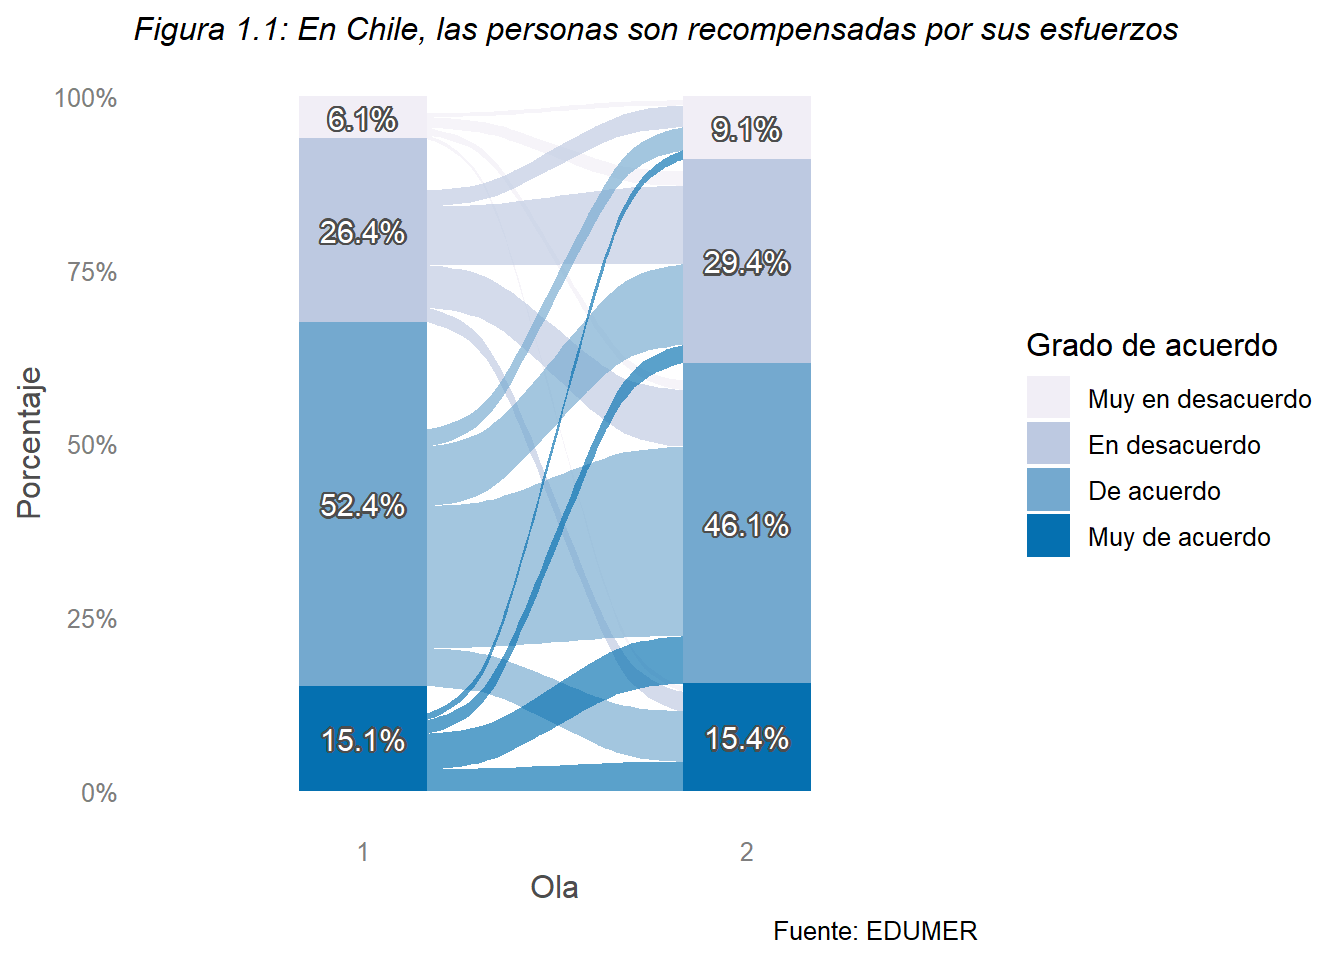 Figura 1.1: En Chile, las personas son recompensadas por sus esfuerzos
100%
75%
50%
25%
0%
Porcentaje
6.1%
26.4%
52.4%
15.1%
9.1%
29.4%
46.1%
15.4%
1
2
Ola
Grado de acuerdo
Muy en desacuerdo
En desacuerdo
De acuerdo
Muy de acuerdo
Fuente: EDUMER